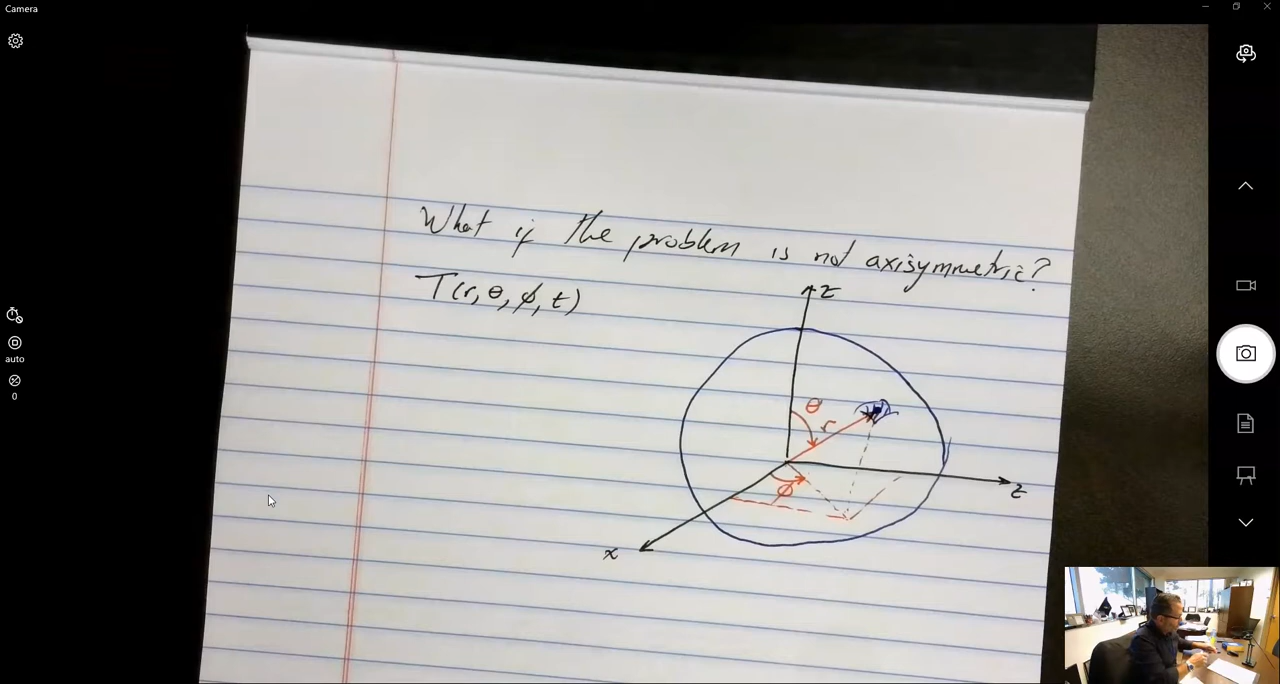 Camera
What if the problem is not axisymmetric?
T(r, θ, ϕ, t)
z
θ
r
ϕ
z
x
auto
0